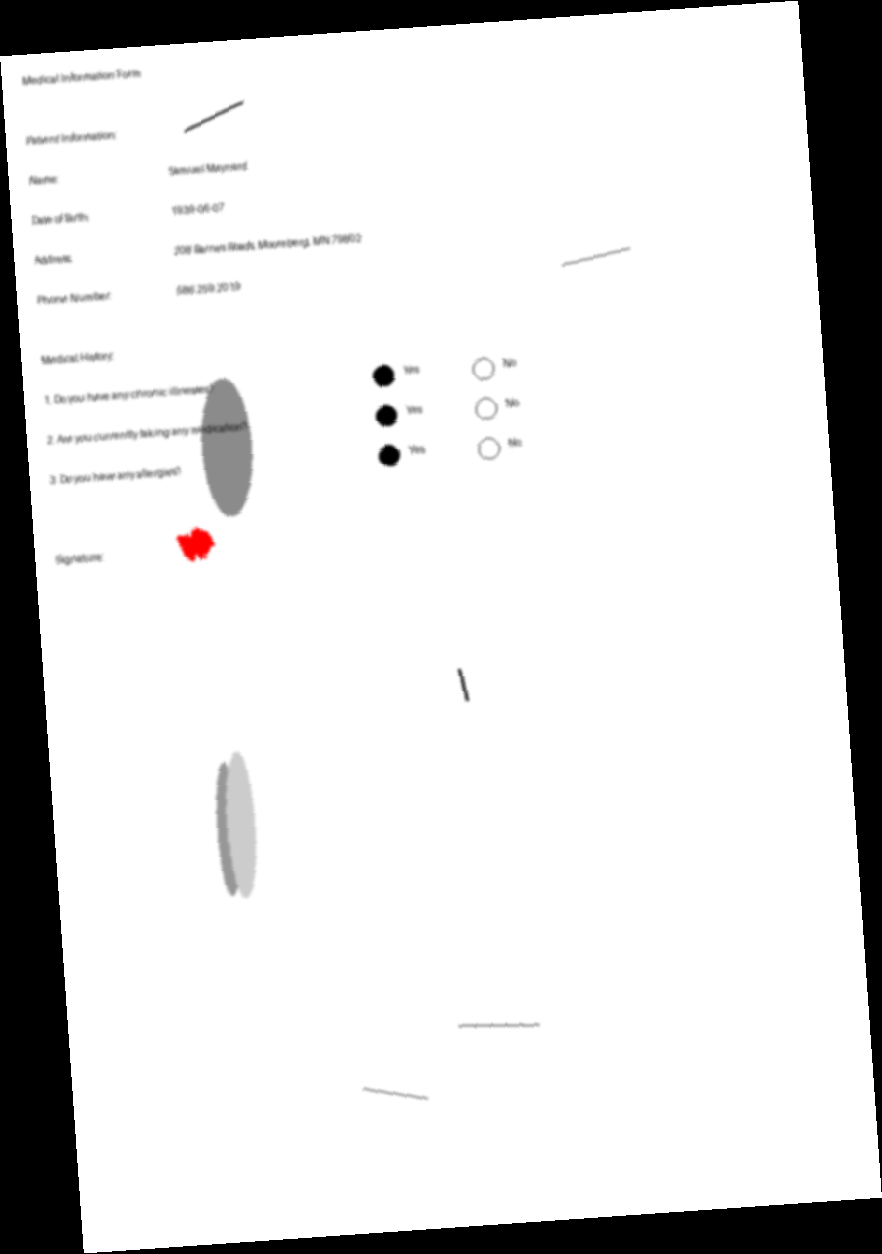 Medical Information Form
Patient Information:
Name: Samuel Maynard
Date of Birth: 1939-06-07
Address: 208 Barnes Roads, Mooreberg, MN 79802
Phone Number: 686.259.2019
Medical History:
1. Do you have any chronic illnesses? Yes No
2. Are you currently taking any medication? Yes No
3. Do you have any allergies? Yes No
Signature: